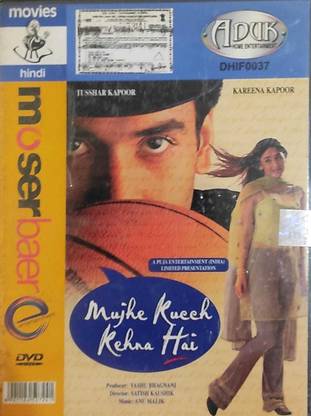 movies
hindi
ADUK
HOME ENTERTAINMENT
DHIF0037
TUSSHAR KAPOOR
KAREENA KAPOOR
moserbaer
A PUJA ENTERTAINMENT (INDIA)
LIMITED PRESENTATION
Mujhe Kucch
Kehna Hai
Producer: VASHU BHAGNANI
Director: SATISH KAUSHIK
Music: ANU MALIK
DVD